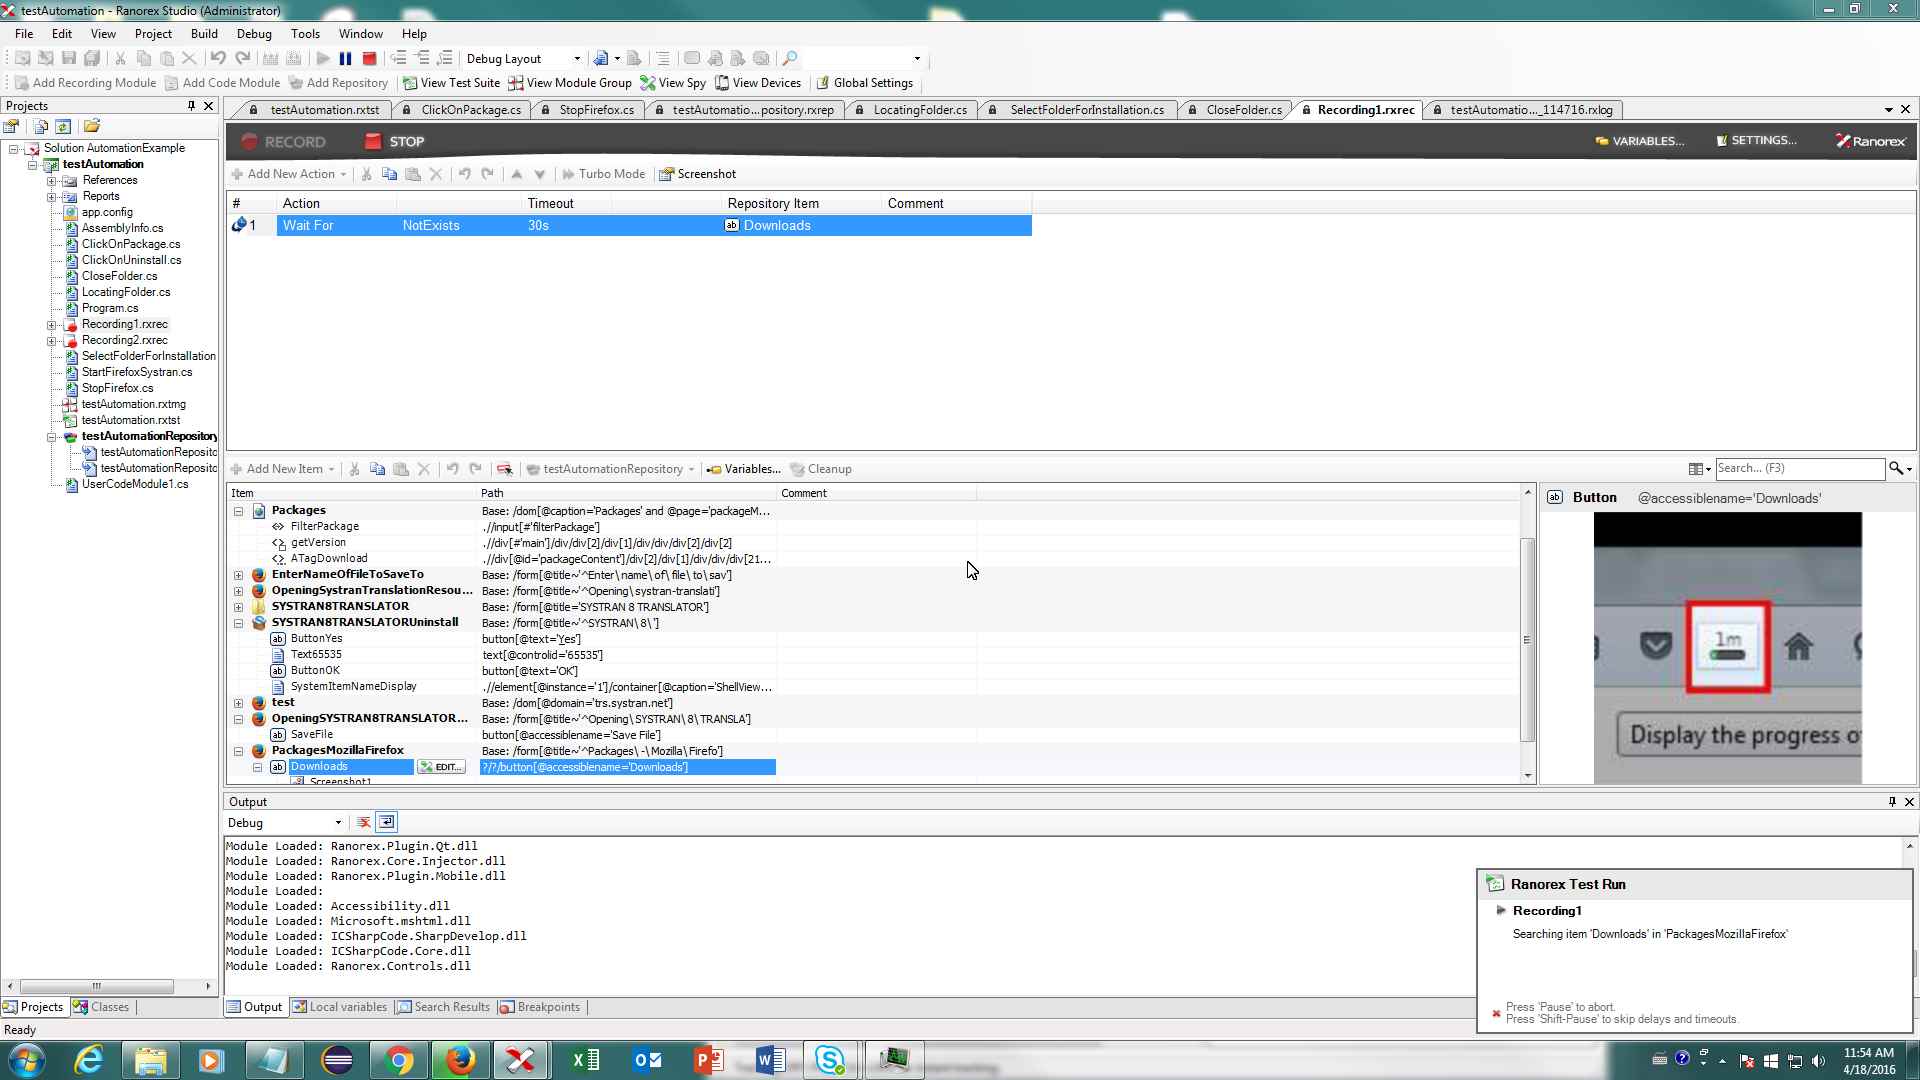 testAutomation - Ranorex Studio (Administrator)
File Edit View Project Build Debug Tools Window Help
Debug Layout
Add Recording Module Add Code Module Add Repository View Test Suite View Module Group View Spy View Devices Global Settings
Projects
testAutomation.rxtst ClickOnPackage.cs StopFirefox.cs testAutomatio...pository.rxrep LocatingFolder.cs SelectFolderForInstallation.cs CloseFolder.cs Recording1.rxrec testAutomatio..._114716.rxlog
RECORD STOP VARIABLES... SETTINGS... Ranorex
Solution AutomationExample
testAutomation
References
Reports
app.config
AssemblyInfo.cs
ClickOnPackage.cs
ClickOnUninstall.cs
CloseFolder.cs
LocatingFolder.cs
Program.cs
Recording1.rxrec
Recording2.rxrec
SelectFolderForInstallation
StartFirefoxSystran.cs
StopFirefox.cs
testAutomation.rxtmg
testAutomation.rxtst
testAutomationRepository
testAutomationReposito
testAutomationReposito
UserCodeModule1.cs
Projects Classes
Add New Action Turbo Mode Screenshot
# Action Timeout Repository Item Comment
1 Wait For NotExists 30s ab Downloads
Add New Item testAutomationRepository Variables... Cleanup Search... (F3)
Item Path Comment
Packages Base: /dom[@caption='Packages' and @page='packageM...
FilterPackage .//input[#'filterPackage']
getVersion .//div[#'main']/div/div[2]/div[1]/div/div/div[2]/div[2]
ATagDownload .//div[@id='packageContent']/div[2]/div[1]/div/div/div[21...
EnterNameOfFileToSaveTo Base: /form[@title~'^Enter\ name\ of\ file\ to\ sav']
OpeningSystranTranslationResou... Base: /form[@title~'^Opening\ systran-translati']
SYSTRAN8TRANSLATOR Base: /form[@title='SYSTRAN 8 TRANSLATOR']
SYSTRAN8TRANSLATORUninstall Base: /form[@title~'^SYSTRAN\ 8\ ']
ab ButtonYes button[@text='Yes']
Text65535 text[@controlid='65535']
ab ButtonOK button[@text='OK']
SystemItemNameDisplay .//element[@instance='1']/container[@caption='ShellView...
test Base: /dom[@domain='trs.systran.net']
OpeningSYSTRAN8TRANSLATOR... Base: /form[@title~'^Opening\ SYSTRAN\ 8\ TRANSLA']
ab SaveFile button[@accessiblename='Save File']
PackagesMozillaFirefox Base: /form[@title~'^Packages\ -\ Mozilla\ Firefo']
ab Downloads EDIT... ?/?/button[@accessiblename='Downloads']
Screenshot1
ab Button @accessiblename='Downloads'
1m
Display the progress o
Output
Debug
Module Loaded: Ranorex.Plugin.Qt.dll
Module Loaded: Ranorex.Core.Injector.dll
Module Loaded: Ranorex.Plugin.Mobile.dll
Module Loaded:
Module Loaded: Accessibility.dll
Module Loaded: Microsoft.mshtml.dll
Module Loaded: ICSharpCode.SharpDevelop.dll
Module Loaded: ICSharpCode.Core.dll
Module Loaded: Ranorex.Controls.dll
Output Local variables Search Results Breakpoints
Ranorex Test Run
Recording1
Searching item 'Downloads' in 'PackagesMozillaFirefox'
Press 'Pause' to abort.
Press 'Shift-Pause' to skip delays and timeouts.
Ready
11:54 AM
4/18/2016